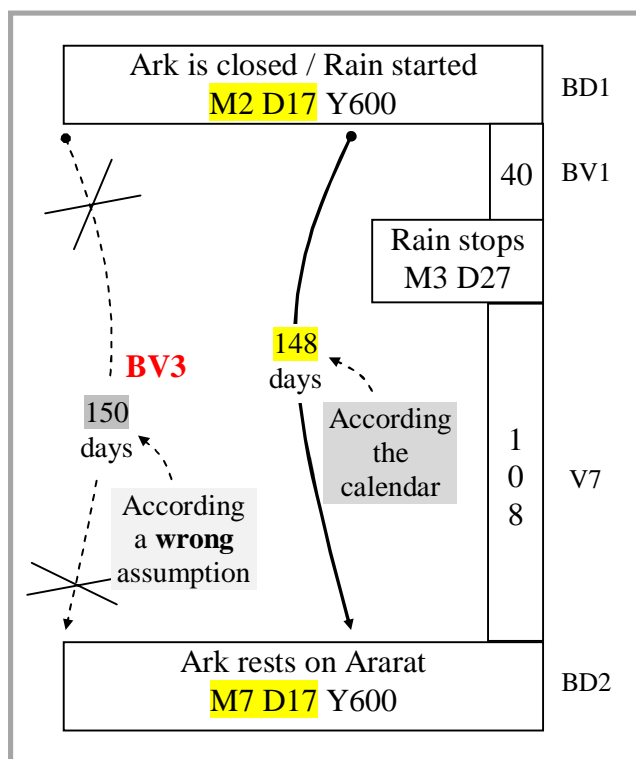 Ark is closed / Rain started
M2 D17 Y600
BD1
40
BV1
Rain stops
M3 D27
148
days
BV3
150
days
According
the
calendar
1
0
8
V7
According
a wrong
assumption
Ark rests on Ararat
M7 D17 Y600
BD2